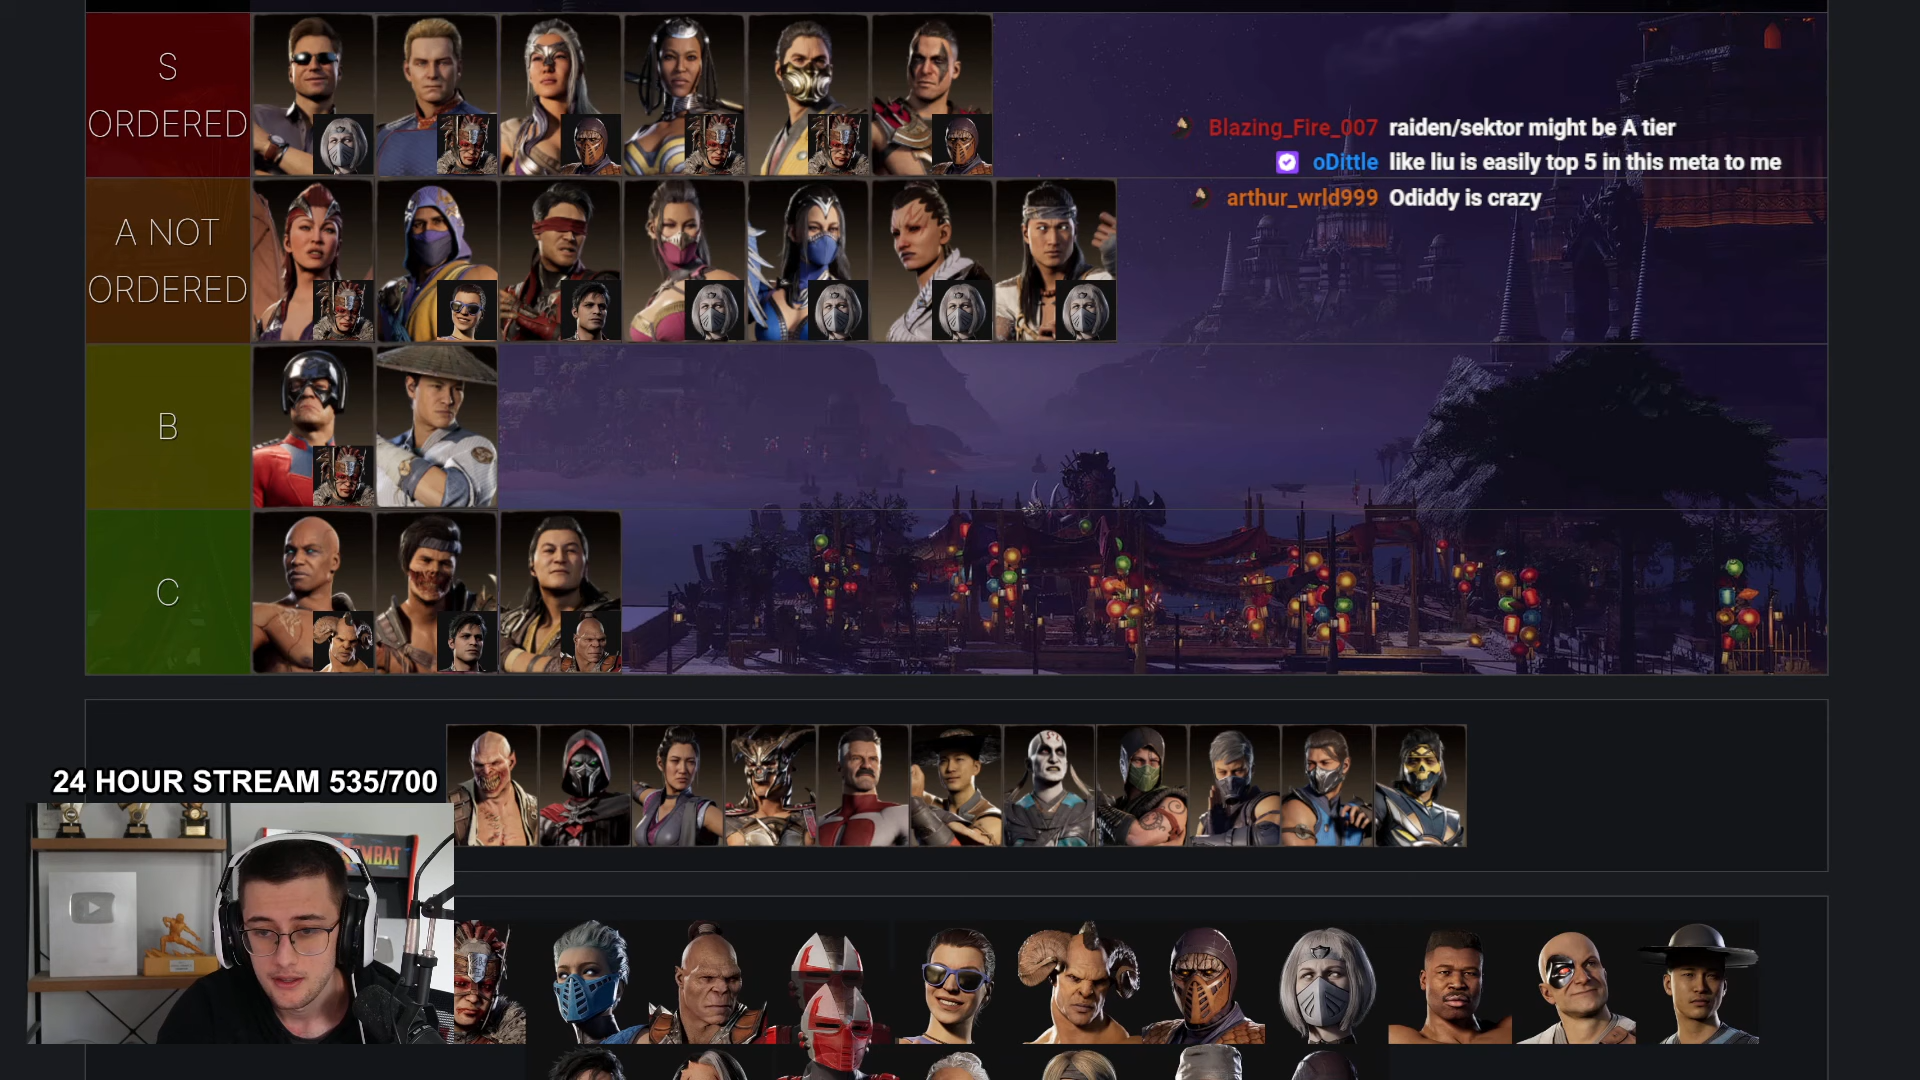 S
ORDERED
Blazing_Fire_007 raiden/sektor might be A tier
oDittle like liu is easily top 5 in this meta to me
arthur_wrld999 Odiddy is crazy
A NOT
ORDERED
B
C
24 HOUR STREAM 535/700
KOMBAT